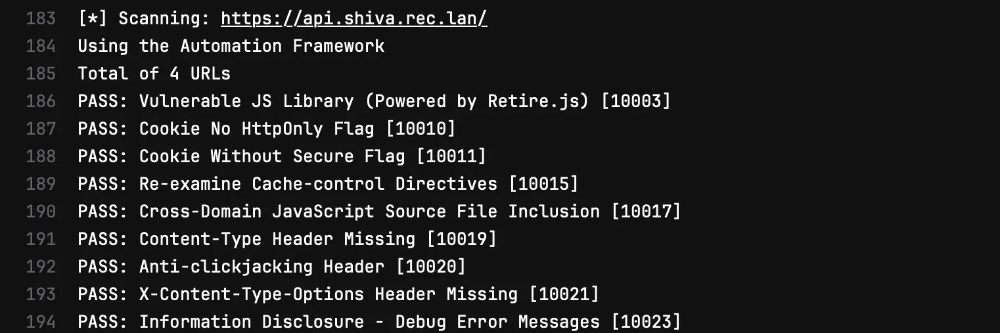 183 [*] Scanning: https://api.shiva.rec.lan/
184 Using the Automation Framework
185 Total of 4 URLs
186 PASS: Vulnerable JS Library (Powered by Retire.js) [10003]
187 PASS: Cookie No HttpOnly Flag [10010]
188 PASS: Cookie Without Secure Flag [10011]
189 PASS: Re-examine Cache-control Directives [10015]
190 PASS: Cross-Domain JavaScript Source File Inclusion [10017]
191 PASS: Content-Type Header Missing [10019]
192 PASS: Anti-clickjacking Header [10020]
193 PASS: X-Content-Type-Options Header Missing [10021]
194 PASS: Information Disclosure - Debug Error Messages [10023]